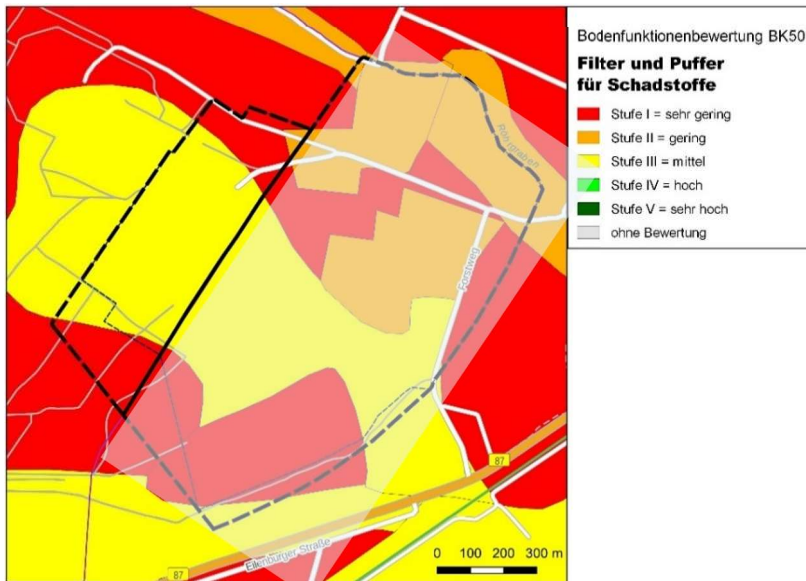 Bodenfunktionenbewertung BK50
Filter und Puffer
für Schadstoffe
Stufe I = sehr gering
Stufe II = gering
Stufe III = mittel
Stufe IV = hoch
Stufe V = sehr hoch
ohne Bewertung
Forstweg
87
Eilenburger Straße
87
0 100 200 300 m